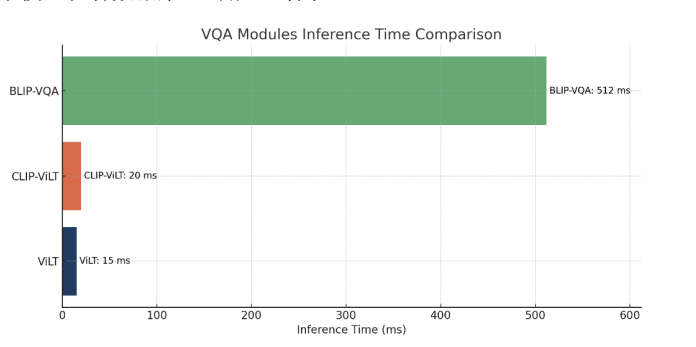 VQA Modules Inference Time Comparison
BLIP-VQA
BLIP-VQA: 512 ms
CLIP-ViLT
CLIP-ViLT: 20 ms
ViLT
ViLT: 15 ms
0 100 200 300 400 500 600
Inference Time (ms)